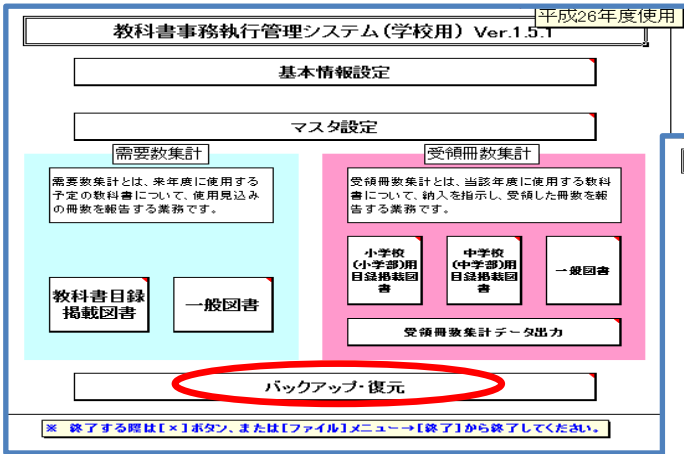 平成26年度使用
教科書事務執行管理システム(学校用) Ver.1.5.1
基本情報設定
マスタ設定
需要数集計
需要数集計とは、来年度に使用する
予定の教科書について、使用見込み
の冊数を報告する業務です。
教科書目録
掲載図書
一般図書
受領冊数集計
受領冊数集計とは、当該年度に使用する教科
書について、納入を指示し、受領した冊数を報
告する業務です。
小学校
(小学部)用
目録掲載図
書
中学校
(中学部)用
目録掲載図
書
一般図書
受領冊数集計データ出力
バックアップ・復元
※ 終了する際は[×]ボタン、または[ファイル]メニュー→[終了]から終了してください。